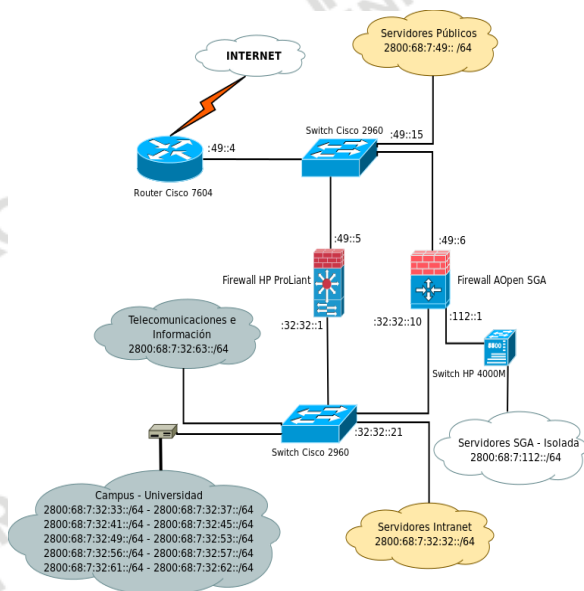 Servidores Públicos
2800:68:7:49:: /64
INTERNET
Switch Cisco 2960
:49::15
:49::4
Router Cisco 7604
:49::5
:49::6
Firewall HP ProLiant
Firewall AOpen SGA
:32:32::1
:32:32::10
:112::1
Telecomunicaciones e
Información
2800:68:7:32:63::/64
8800
Switch HP 4000M
:32:32::21
Switch Cisco 2960
Servidores SGA - Isolada
2800:68:7:112::/64
Campus - Universidad
2800:68:7:32:33::/64 - 2800:68:7:32:37::/64
2800:68:7:32:41::/64 - 2800:68:7:32:45::/64
2800:68:7:32:49::/64 - 2800:68:7:32:53::/64
2800:68:7:32:56::/64 - 2800:68:7:32:57::/64
2800:68:7:32:61::/64 - 2800:68:7:32:62::/64
Servidores Intranet
2800:68:7:32:32::/64